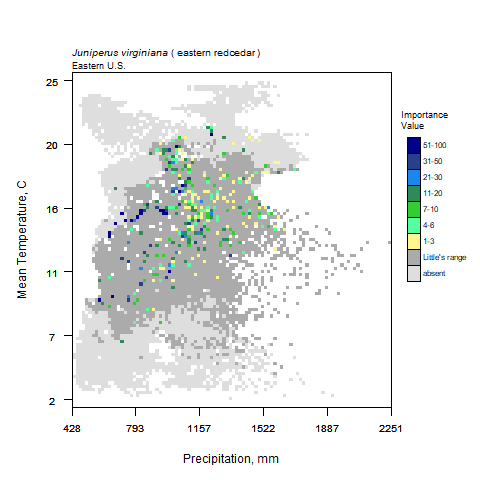 Juniperus virginiana ( eastern redcedar )
Eastern U.S.
25
20
16
11
7
2
Mean Temperature, C
428 793 1157 1522 1887 2251
Precipitation, mm
Importance
Value
51-100
31-50
21-30
11-20
7-10
4-6
1-3
Little's range
absent